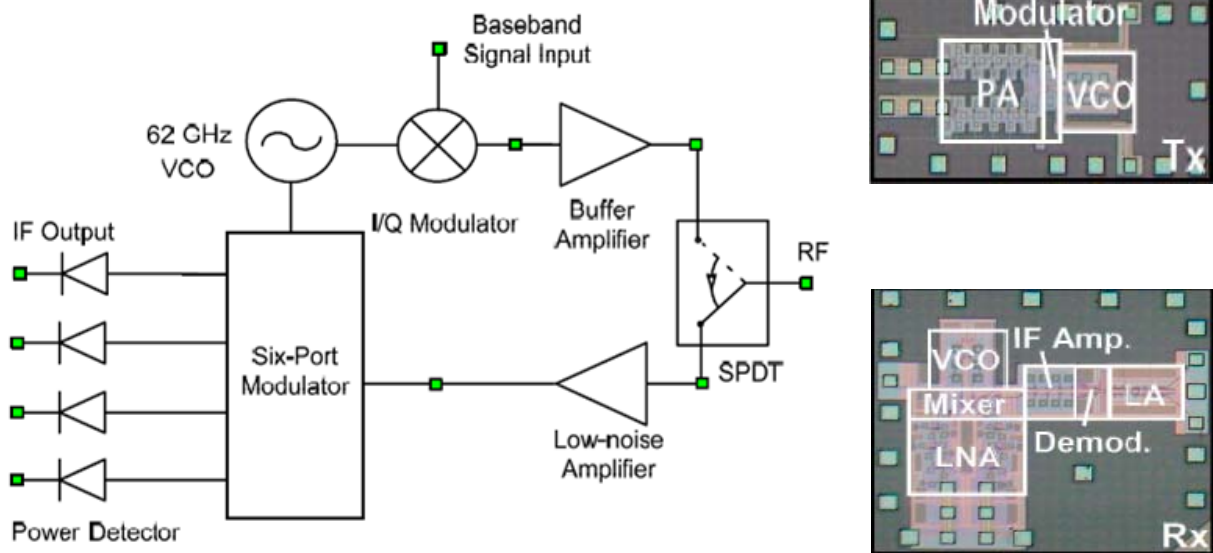 Baseband
Signal Input
62 GHz
VCO
I/Q Modulator
Buffer
Amplifier
RF
SPDT
IF Output
Six-Port
Modulator
Low-noise
Amplifier
Power Detector
Modulator
PA
VCO
Tx
VCO
IF Amp.
Mixer
LA
Demod.
LNA
Rx